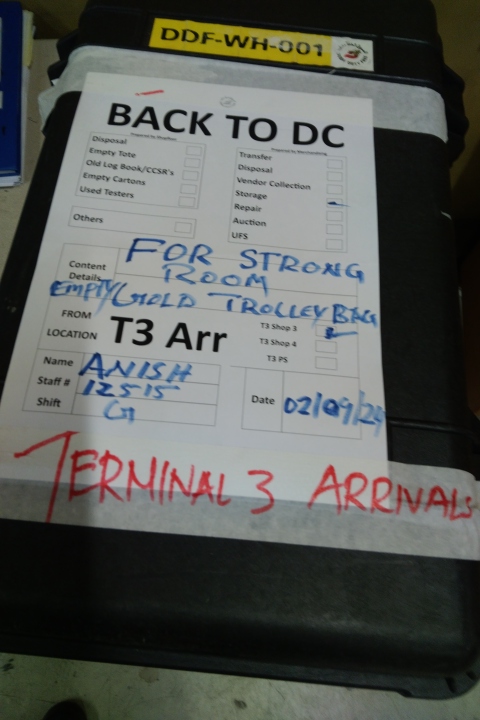 DDF-WH-001
BACK TO DC
Disposal
Empty Tote
Old Log Book/CCSR's
Empty Cartons
Used Testers
Others
Transfer
Disposal
Vendor Collection
Storage
Repair
Auction
UFS
Content Details
FOR STRONG
ROOM
EMPTY/GOLD TROLLEY BAG
FROM
LOCATION
T3 Arr
T3 Shop 3
T3 Shop 4
T3 PS
Name ANISH
Staff # 12515
Shift G
Date 02/09/24
TERMINAL 3 ARRIVALS